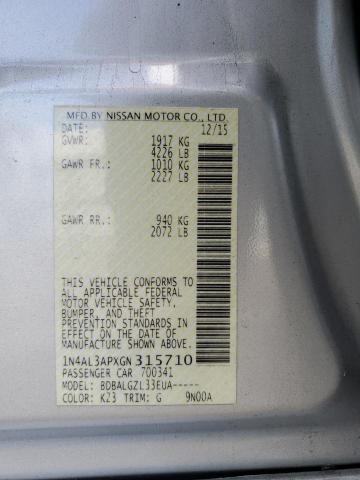 MFD BY NISSAN MOTOR CO., LTD.
DATE: 12/15
GVWR: 1917 KG
4226 LB
GAWR FR: 1010 KG
2227 LB
GAWR RR: 940 KG
2072 LB
THIS VEHICLE CONFORMS TO
ALL APPLICABLE FEDERAL
MOTOR VEHICLE SAFETY,
BUMPER, AND THEFT
PREVENTION STANDARDS
IN EFFECT ON THE DATE
OF MANUFACTURE SHOWN ABOVE.
1N4AL3APXGN315710
PASSENGER CAR 700341
MODEL: BDBALGZL33EUA-----
COLOR: K23 TRIM: G 9N00A